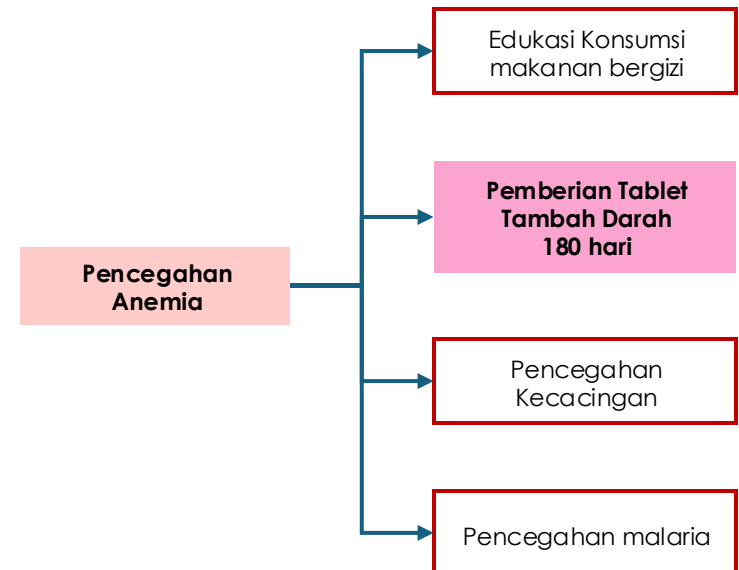 Edukasi Konsumsi
makanan bergizi
Pemberian Tablet
Tambah Darah
180 hari
Pencegahan
Anemia
Pencegahan
Kecacingan
Pencegahan malaria